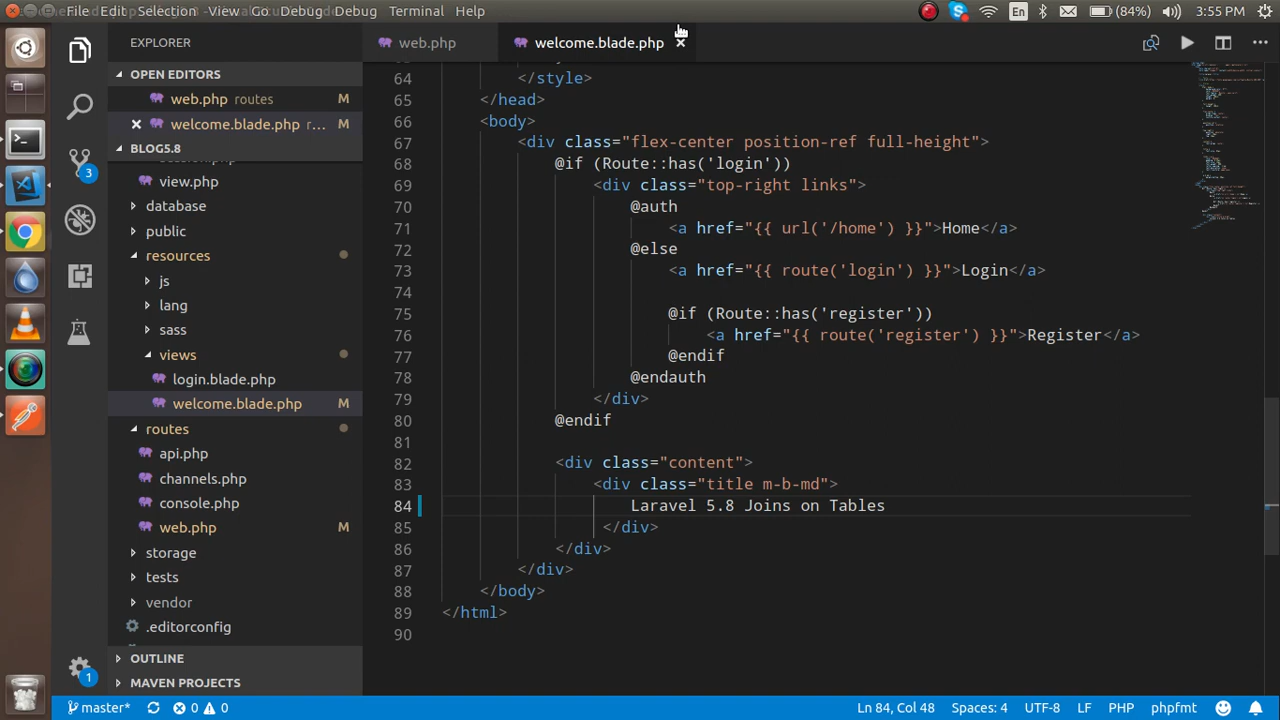 File Edit Selection View Go Debug Terminal Help
En
(84%)
3:55 PM
EXPLORER
OPEN EDITORS
web.php routes M
welcome.blade.php r... M
BLOG5.8
view.php
database
public
resources
js
lang
sass
views
login.blade.php
welcome.blade.php M
routes
api.php
channels.php
console.php
web.php M
storage
tests
vendor
.editorconfig
OUTLINE
MAVEN PROJECTS
3
1
web.php
welcome.blade.php
64 </style>
65 </head>
66 <body>
67 <div class="flex-center position-ref full-height">
68 @if (Route::has('login'))
69 <div class="top-right links">
70 @auth
71 <a href="{{ url('/home') }}">Home</a>
72 @else
73 <a href="{{ route('login') }}">Login</a>
74
75 @if (Route::has('register'))
76 <a href="{{ route('register') }}">Register</a>
77 @endif
78 @endauth
79 </div>
80 @endif
81
82 <div class="content">
83 <div class="title m-b-md">
84 Laravel 5.8 Joins on Tables
85 </div>
86 </div>
87 </div>
88 </body>
89 </html>
90
master* 0 0 Ln 84, Col 48 Spaces: 4 UTF-8 LF PHP phpfmt